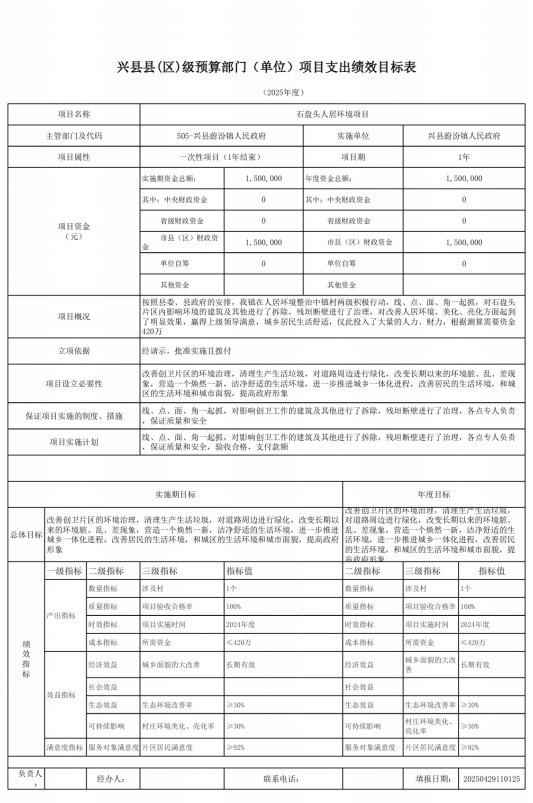 兴县县(区)级预算部门（单位）项目支出绩效目标表
（2025年度）
项目名称 石盘头人居环境项目
主管部门及代码 505-兴县蔚汾镇人民政府 实施单位 兴县蔚汾镇人民政府
项目属性 一次性项目（1年结束） 项目期 1年
项目资金
（元）
实施期资金总额: 1,500,000 年度资金总额: 1,500,000
其中: 中央财政资金 0 其中: 中央财政资金 0
省级财政资金 0 省级财政资金 0
市县（区）财政资
金 1,500,000 市县（区）财政资金 1,500,000
单位自筹 0 单位自筹 0
其他资金 其他资金
项目概况
按照县委、县政府的安排，我镇在人居环境整治中镇村两级积极行动，线、点、面、角一起抓，对石盘头
片区内影响环境的建筑及其他进行了拆除，残垣断壁进行了治理，对改善人居环境、美化、亮化方面起到
了明显效果，赢得上级领导满意，城乡居民生活舒适，仅此投入了大量的人力、财力，根据测算需要资金
420万
立项依据 经请示，批准实施且拨付
项目设立必要性
改善创卫片区的环境治理，清理生产生活垃圾，对道路周边进行绿化，改变长期以来的环境脏、乱、差现
象，营造一个焕然一新，洁净舒适的生活环境，进一步推进城乡一体化进程，改善居民的生活环境，和城
区的生活环境和城市面貌，提高政府形象
保证项目实施的制度、措施
线、点、面、角一起抓，对影响创卫工作的建筑及其他进行了拆除，残垣断壁进行了治理，各点专人负责
，保证质量和安全
项目实施计划
线、点、面、角一起抓，对影响创卫工作的建筑及其他进行了拆除，残垣断壁进行了治理，各点专人负责
，保证质量和安全，验收合格，支付款额
实施期目标 年度目标
总体目标
改善创卫片区的环境治理，清理生产生活垃圾，对道路周边进行绿化，改变长期以
来的环境脏、乱、差现象，营造一个焕然一新，洁净舒适的生活环境，进一步推进
城乡一体化进程，改善居民的生活环境，和城区的生活环境和城市面貌，提高政府
形象
改善创卫片区的环境治理，清理生产生活垃圾，
对道路周边进行绿化，改变长期以来的环境脏、
乱、差现象，营造一个焕然一新，洁净舒适的生
活环境，进一步推进城乡一体化进程，改善居民
的生活环境，和城区的生活环境和城市面貌，提
高政府形象
绩效指标
一级指标 二级指标 三级指标 指标值 二级指标 三级指标 指标值
产出指标
数量指标 涉及村 1个 数量指标 涉及村 1个
质量指标 项目验收合格率 100% 质量指标 项目验收合格率 100%
时效指标 项目实施时间 2024年度 时效指标 项目实施时间 2024年度
成本指标 所需资金 ≤420万 成本指标 所需资金 ≤420万
效益指标
经济效益 城乡面貌的大改善 长期有效 经济效益 城乡面貌的大改
善 长期有效
社会效益 社会效益
生态效益 生态环境改善率 ≥30% 生态效益 生态环境改善率 ≥30%
可持续影响 村庄环境美化、亮化率 ≥30% 可持续影响 村庄环境美化、
亮化率 ≥30%
满意度指标 服务对象满意度 片区居民满意度 ≥92% 服务对象满意度 片区居民满意度 ≥92%
负责人
： 经办人: 联系电话: 填报日期: 20250429110125